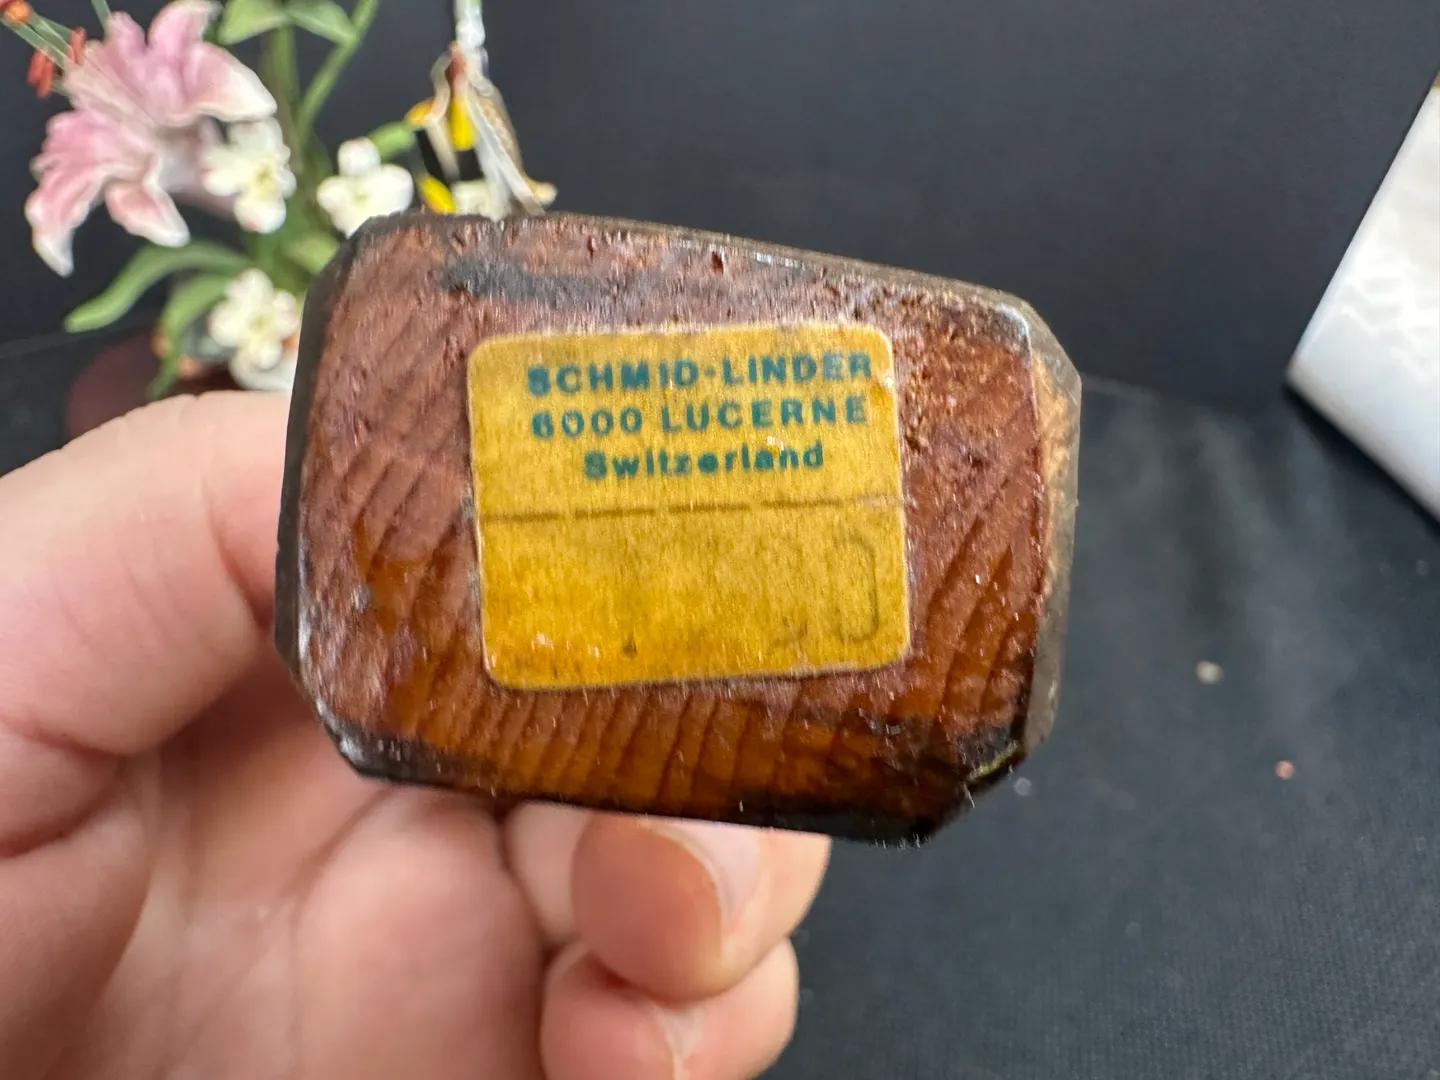 SCHMID-LINDER
6000 LUCERNE
Switzerland